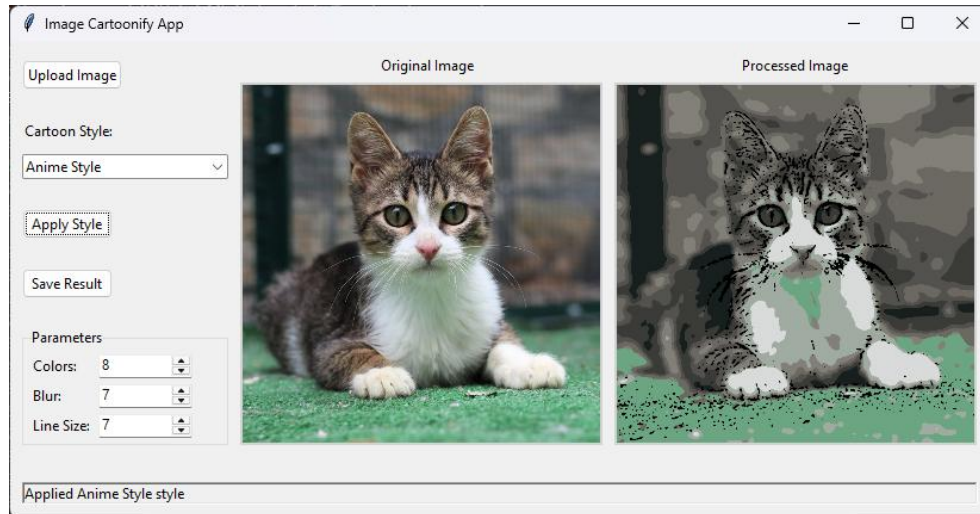 Image Cartoonify App
Upload Image
Cartoon Style:
Anime Style
Apply Style
Save Result
Parameters
Colors: 8
Blur: 7
Line Size: 7
Original Image
Processed Image
Applied Anime Style style